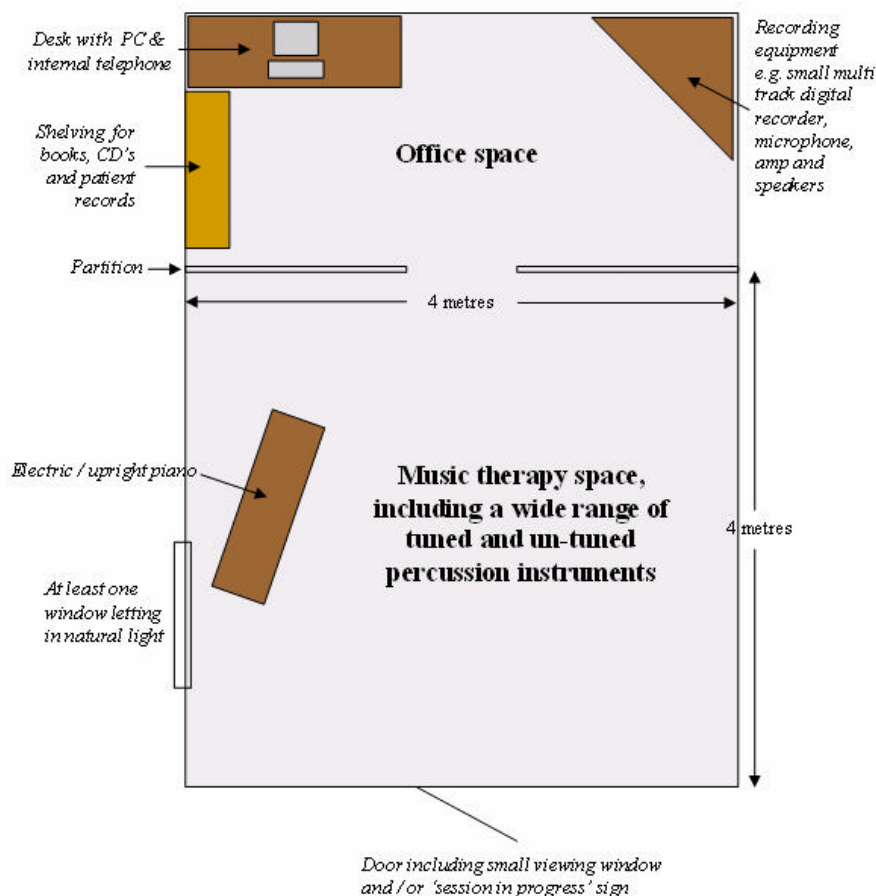 Desk with PC &
internal telephone
Recording
equipment
e.g. small multi
track digital
recorder,
microphone,
amp and
speakers
Shelving for
books, CD's
and patient
records
Office space
Partition
4 metres
Electric / upright piano
Music therapy space,
including a wide range of
tuned and un-tuned
percussion instruments
4 metres
At least one
window letting
in natural light
Door including small viewing window
and / or 'session in progress' sign